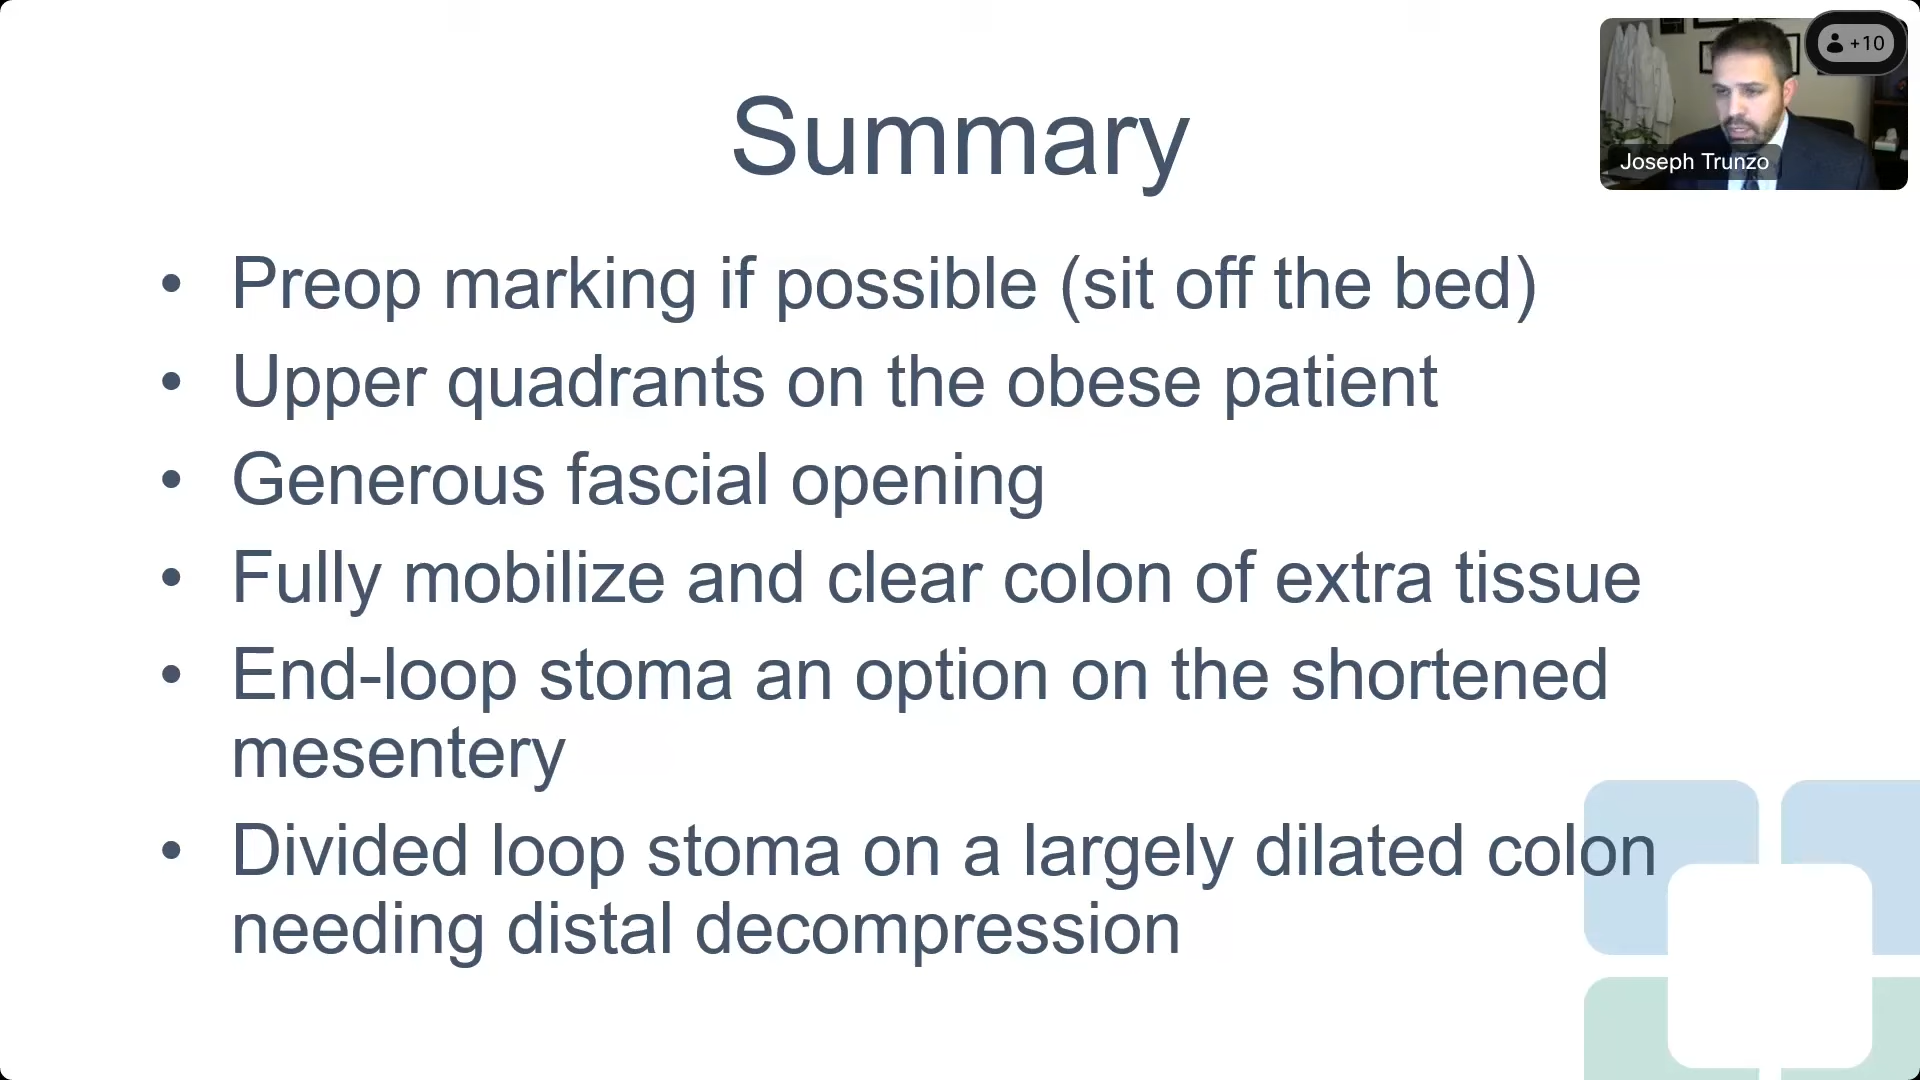 +10
Joseph Trunzo
Summary
• Preop marking if possible (sit off the bed)
• Upper quadrants on the obese patient
• Generous fascial opening
• Fully mobilize and clear colon of extra tissue
• End-loop stoma an option on the shortened
mesentery
• Divided loop stoma on a largely dilated colon
needing distal decompression